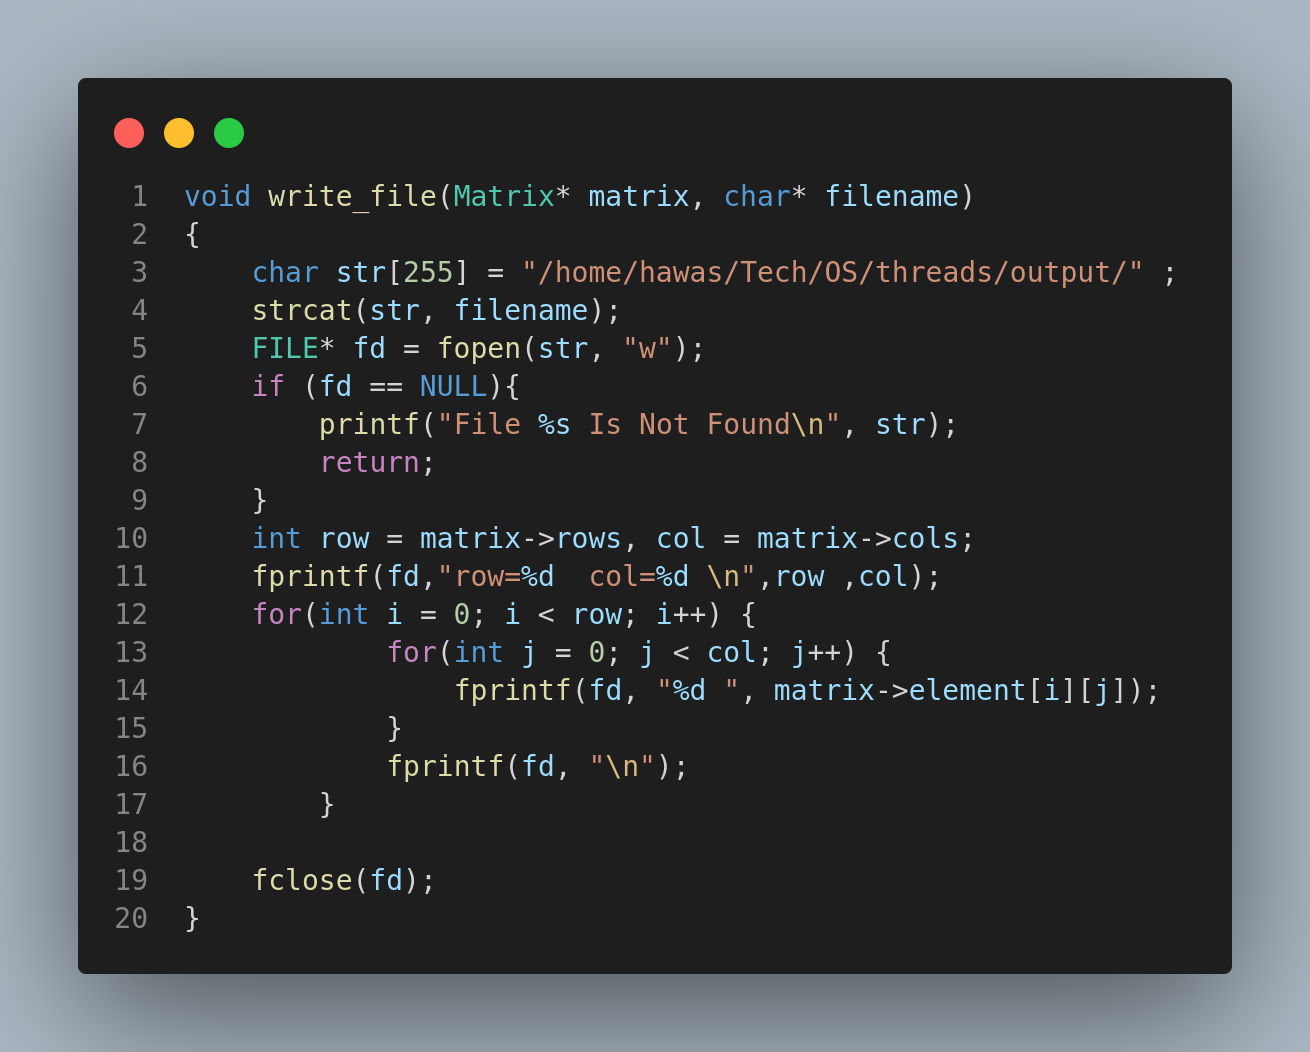 1 void write_file(Matrix* matrix, char* filename)
2 {
3     char str[255] = "/home/hawas/Tech/OS/threads/output/" ;
4     strcat(str, filename);
5     FILE* fd = fopen(str, "w");
6     if (fd == NULL){
7         printf("File %s Is Not Found\n", str);
8         return;
9     }
10     int row = matrix->rows, col = matrix->cols;
11     fprintf(fd,"row=%d  col=%d \n",row ,col);
12     for(int i = 0; i < row; i++) {
13             for(int j = 0; j < col; j++) {
14                 fprintf(fd, "%d ", matrix->element[i][j]);
15             }
16             fprintf(fd, "\n");
17         }
18
19     fclose(fd);
20 }